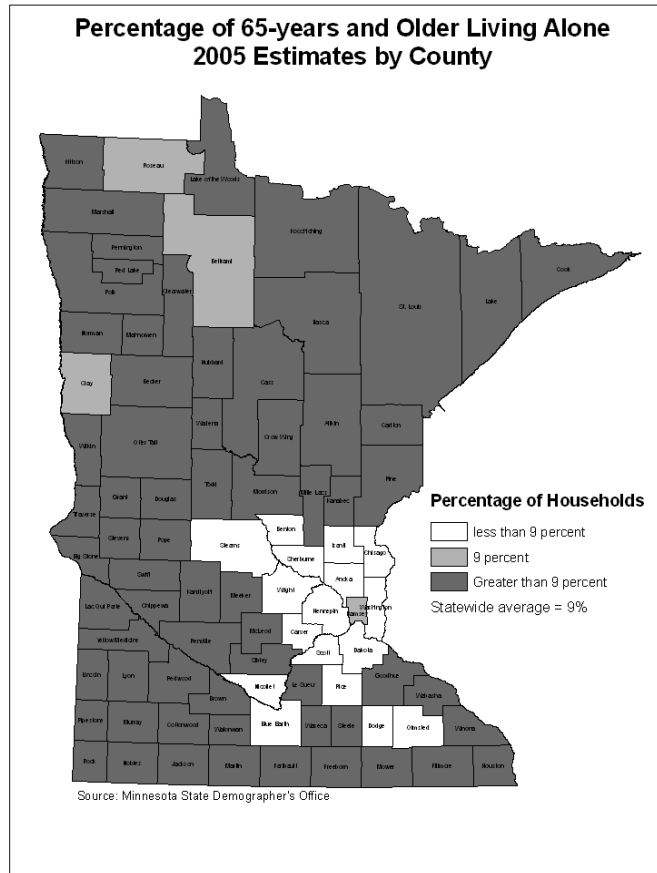 Percentage of 65-years and Older Living Alone
2005 Estimates by County
Kittson
Roseau
Lake of the Woods
Marshall
Koochiching
Beltrami
Pennington
Red Lake
Polk
Clearwater
Cook
Lake
St. Louis
Itasca
Norman
Mahnomen
Hubbard
Cass
Clay
Becker
Wadena
Crow Wing
Aitkin
Carlton
Wilkin
Otter Tail
Todd
Morrison
Mille Lacs
Kanabec
Pine
Grant
Douglas
Traverse
Stevens
Pope
Stearns
Benton
Isanti
Chisago
Big Stone
Sherburne
Swift
Kandiyohi
Meeker
Wright
Anoka
Lac Qui Parle
Chippewa
Hennepin
Ramsey
Washington
McLeod
Carver
Yellow Medicine
Renville
Scott
Dakota
Sibley
Lincoln
Lyon
Redwood
Nicollet
Le Sueur
Rice
Goodhue
Wabasha
Brown
Pipestone
Murray
Cottonwood
Watonwan
Blue Earth
Waseca
Steele
Dodge
Olmsted
Winona
Rock
Nobles
Jackson
Martin
Faribault
Freeborn
Mower
Fillmore
Houston
Percentage of Households
less than 9 percent
9 percent
Greater than 9 percent
Statewide average = 9%
Source: Minnesota State Demographer's Office